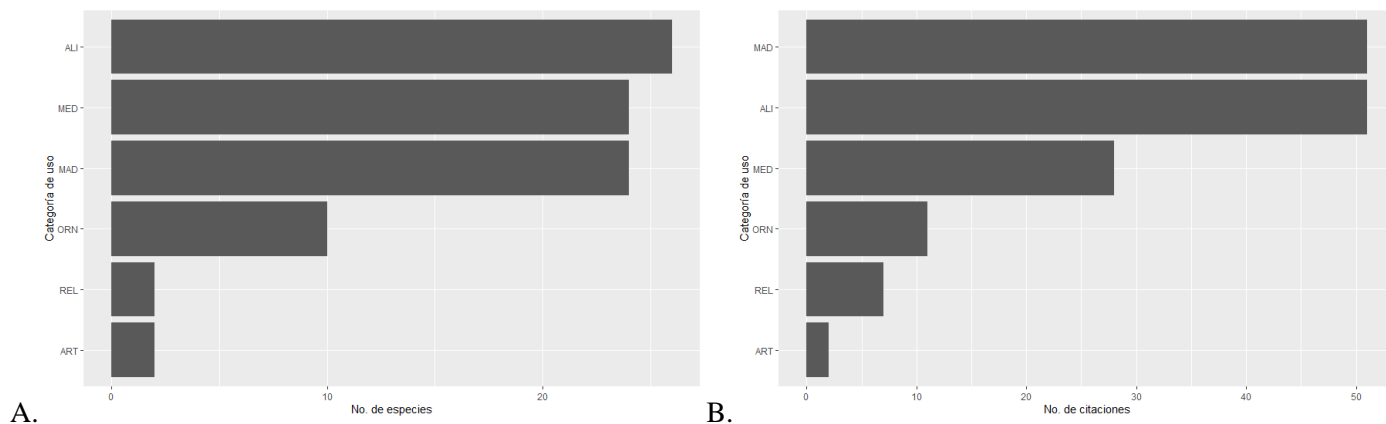 ALI
MED
MAD
ORN
REL
ART
Categoría de uso
0 10 20
No. de especies
A.
MAD
ALI
MED
ORN
REL
ART
Categoría de uso
0 10 20 30 40 50
No. de citaciones
B.